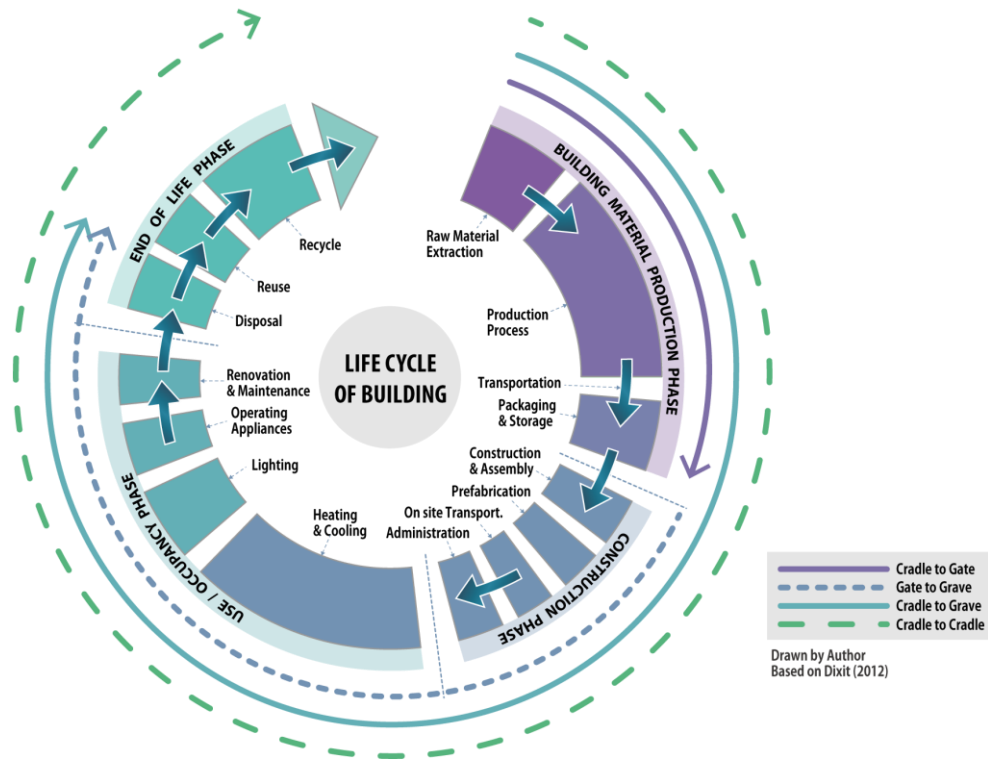 LIFE CYCLE
OF BUILDING
BUILDING MATERIAL PRODUCTION PHASE
Raw Material
Extraction
Production
Process
Transportation
Packaging
& Storage
CONSTRUCTION PHASE
Construction
& Assembly
Prefabrication
On site Transport.
Administration
USE / OCCUPANCY PHASE
Heating
& Cooling
Lighting
Operating
Appliances
Renovation
& Maintenance
END OF LIFE PHASE
Disposal
Reuse
Recycle
Cradle to Gate
Gate to Grave
Cradle to Grave
Cradle to Cradle
Drawn by Author
Based on Dixit (2012)